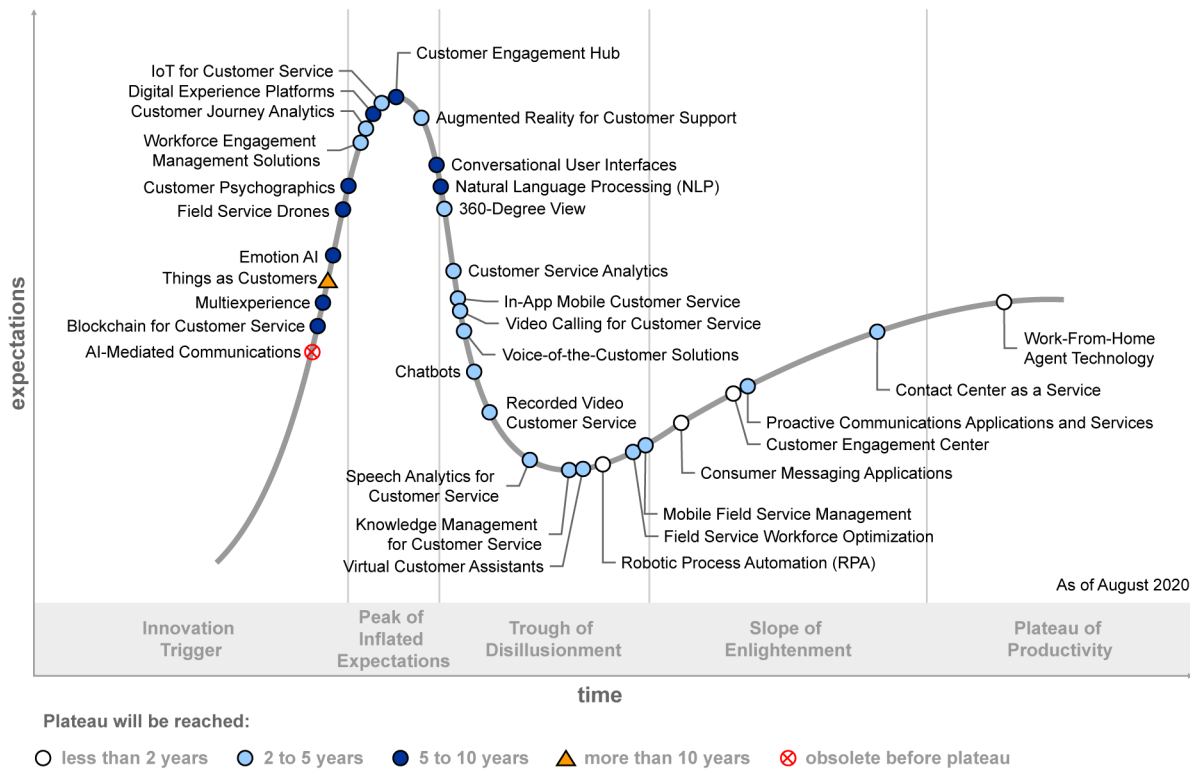 Customer Engagement Hub
IoT for Customer Service
Digital Experience Platforms
Customer Journey Analytics
Augmented Reality for Customer Support
Workforce Engagement
Management Solutions
Conversational User Interfaces
Customer Psychographics
Natural Language Processing (NLP)
Field Service Drones
360-Degree View
Emotion AI
Customer Service Analytics
Things as Customers
Multiexperience
In-App Mobile Customer Service
Blockchain for Customer Service
Video Calling for Customer Service
AI-Mediated Communications
Voice-of-the-Customer Solutions
Chatbots
Recorded Video
Customer Service
Work-From-Home
Agent Technology
Contact Center as a Service
Proactive Communications Applications and Services
Customer Engagement Center
Consumer Messaging Applications
Speech Analytics for
Customer Service
Mobile Field Service Management
Knowledge Management
for Customer Service
Field Service Workforce Optimization
Virtual Customer Assistants
Robotic Process Automation (RPA)
As of August 2020
expectations
Innovation
Trigger
Peak of
Inflated
Expectations
Trough of
Disillusionment
Slope of
Enlightenment
Plateau of
Productivity
time
Plateau will be reached:
less than 2 years
2 to 5 years
5 to 10 years
more than 10 years
obsolete before plateau